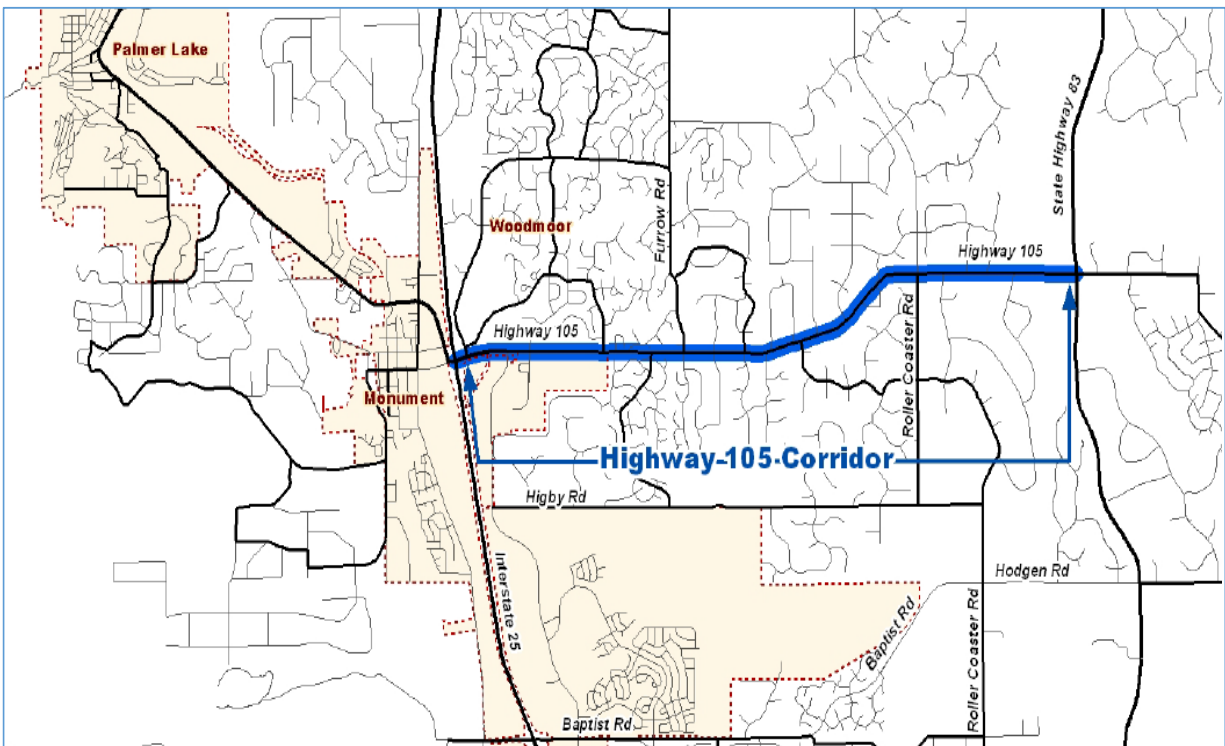 Palmer Lake
State Highway 83
Furrow Rd
Woodmoor
Highway 105
Roller Coaster Rd
Highway 105
Monument
Highway-105-Corridor
Higby Rd
Interstate 25
Hodgen Rd
Baptist Rd
Roller Coaster Rd
Baptist Rd